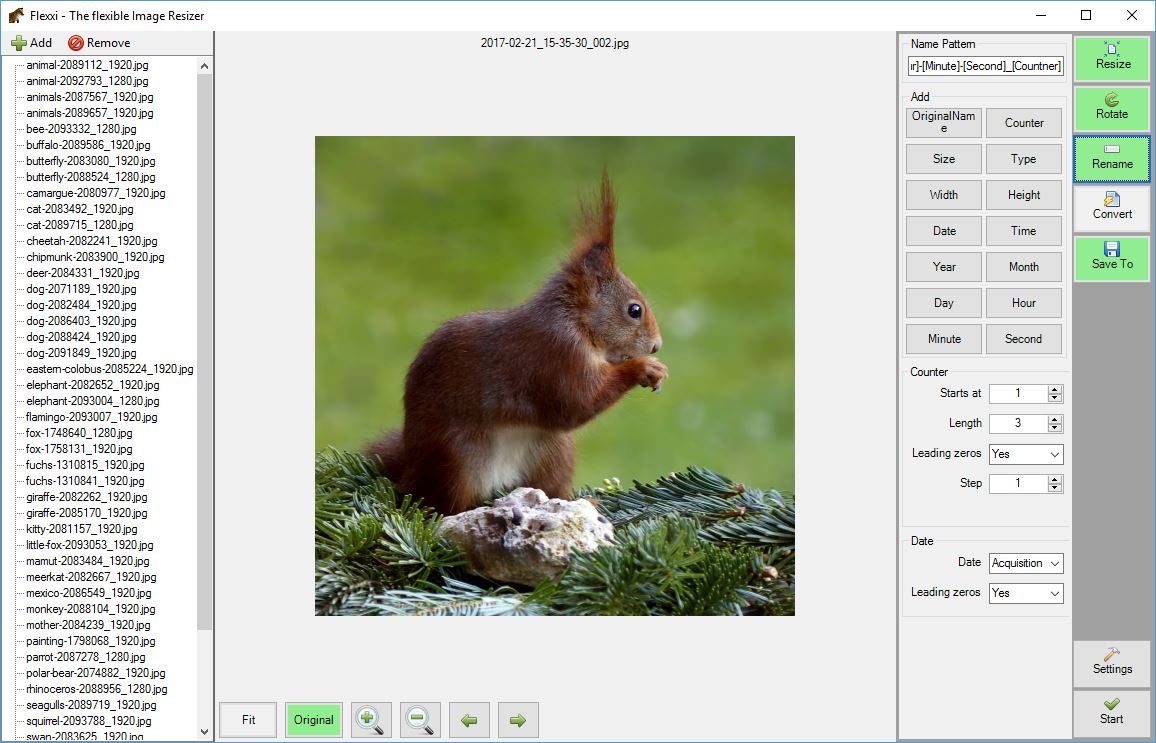 Flexxi - The flexible Image Resizer
Add
Remove
animal-2089112_1920.jpg
animal-2092793_1280.jpg
animals-2087567_1920.jpg
animals-2089657_1920.jpg
bee-2093332_1280.jpg
buffalo-2089586_1920.jpg
butterfly-2083080_1920.jpg
butterfly-2088524_1280.jpg
camargue-2080977_1920.jpg
cat-2083492_1920.jpg
cat-2089715_1280.jpg
cheetah-2082241_1920.jpg
chipmunk-2083900_1920.jpg
deer-2084331_1920.jpg
dog-2071189_1920.jpg
dog-2082484_1920.jpg
dog-2086403_1920.jpg
dog-2088424_1920.jpg
dog-2091849_1920.jpg
eastern-colobus-2085224_1920.jpg
elephant-2082652_1920.jpg
elephant-2093004_1280.jpg
flamingo-2093007_1920.jpg
fox-1748640_1280.jpg
fox-1758131_1920.jpg
fuchs-1310815_1920.jpg
fuchs-1310841_1920.jpg
giraffe-2082262_1920.jpg
giraffe-2085170_1920.jpg
kitty-2081157_1920.jpg
little-fox-2093053_1920.jpg
mamut-2083484_1920.jpg
meerkat-2082667_1920.jpg
mexico-2086549_1920.jpg
monkey-2088104_1920.jpg
mother-2084239_1920.jpg
painting-1798068_1920.jpg
parrot-2087278_1280.jpg
polar-bear-2074882_1920.jpg
rhinoceros-2088956_1280.jpg
seagulls-2089719_1920.jpg
squirrel-2093788_1920.jpg
swan-2083625_1920.jpg
2017-02-21_15-35-30_002.jpg
Fit
Original
Name Pattern
ir]-[Minute]-[Second]_[Countner]
Add
OriginalNam
e
Counter
Size
Type
Width
Height
Date
Time
Year
Month
Day
Hour
Minute
Second
Counter
Starts at 1
Length 3
Leading zeros Yes
Step 1
Date
Date Acquisition
Leading zeros Yes
Resize
Rotate
Rename
Convert
Save To
Settings
Start